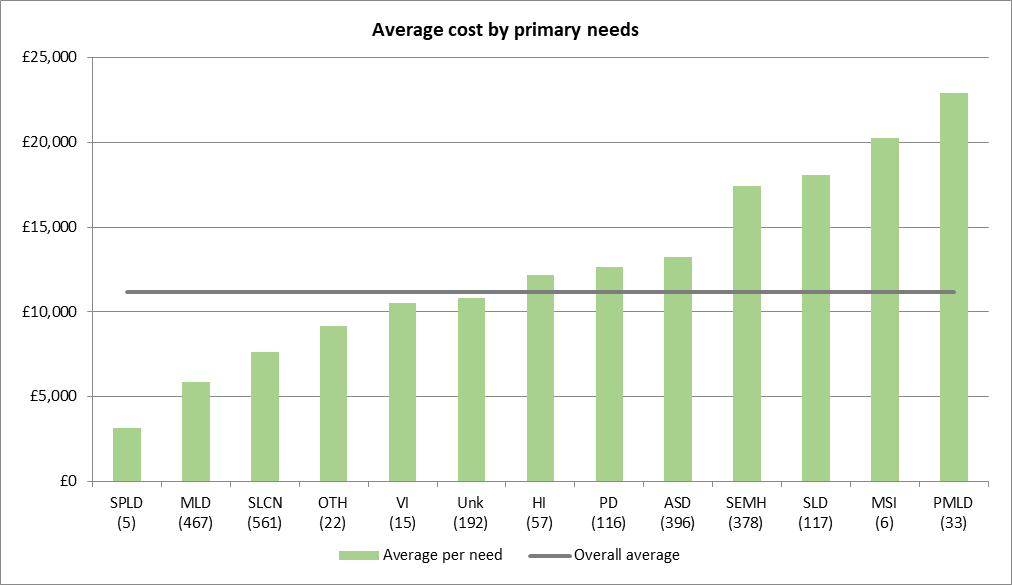 Average cost by primary needs
£25,000
£20,000
£15,000
£10,000
£5,000
£0
SPLD MLD SLCN OTH VI Unk HI PD ASD SEMH SLD MSI PMLD
(5) (467) (561) (22) (15) (192) (57) (116) (396) (378) (117) (6) (33)
Average per need Overall average